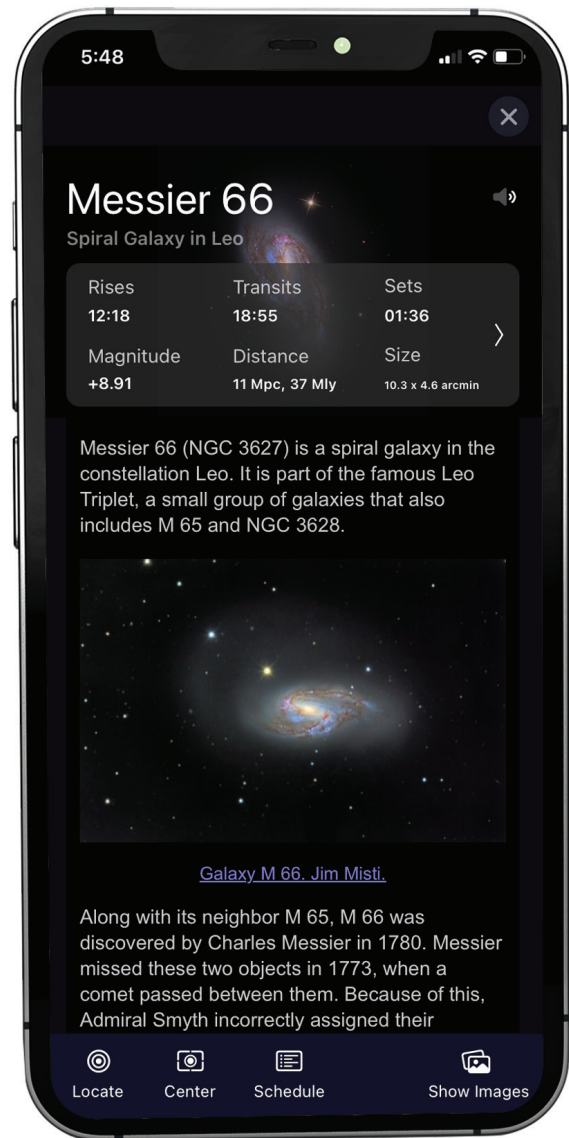 5:48
Messier 66
Spiral Galaxy in Leo
Rises Transits Sets
12:18 18:55 01:36
Magnitude Distance Size
+8.91 11 Mpc, 37 Mly 10.3 x 4.6 arcmin
Messier 66 (NGC 3627) is a spiral galaxy in the
constellation Leo. It is part of the famous Leo
Triplet, a small group of galaxies that also
includes M 65 and NGC 3628.
Galaxy M 66. Jim Misti.
Along with its neighbor M 65, M 66 was
discovered by Charles Messier in 1780. Messier
missed these two objects in 1773, when a
comet passed between them. Because of this,
Admiral Smyth incorrectly assigned their
Locate Center Schedule Show Images